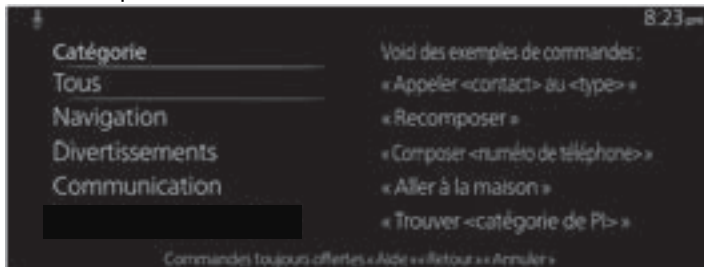 8:23 pm
Catégorie
Voici des exemples de commandes :
Tous
« Appeler <contact> au <type> »
Navigation
« Recomposer »
Divertissements
« Composer <numéro de téléphone> »
Communication
« Aller à la maison »
« Trouver <catégorie de PI> »
Commandes toujours offertes « Aide » « Retour » « Annuler »